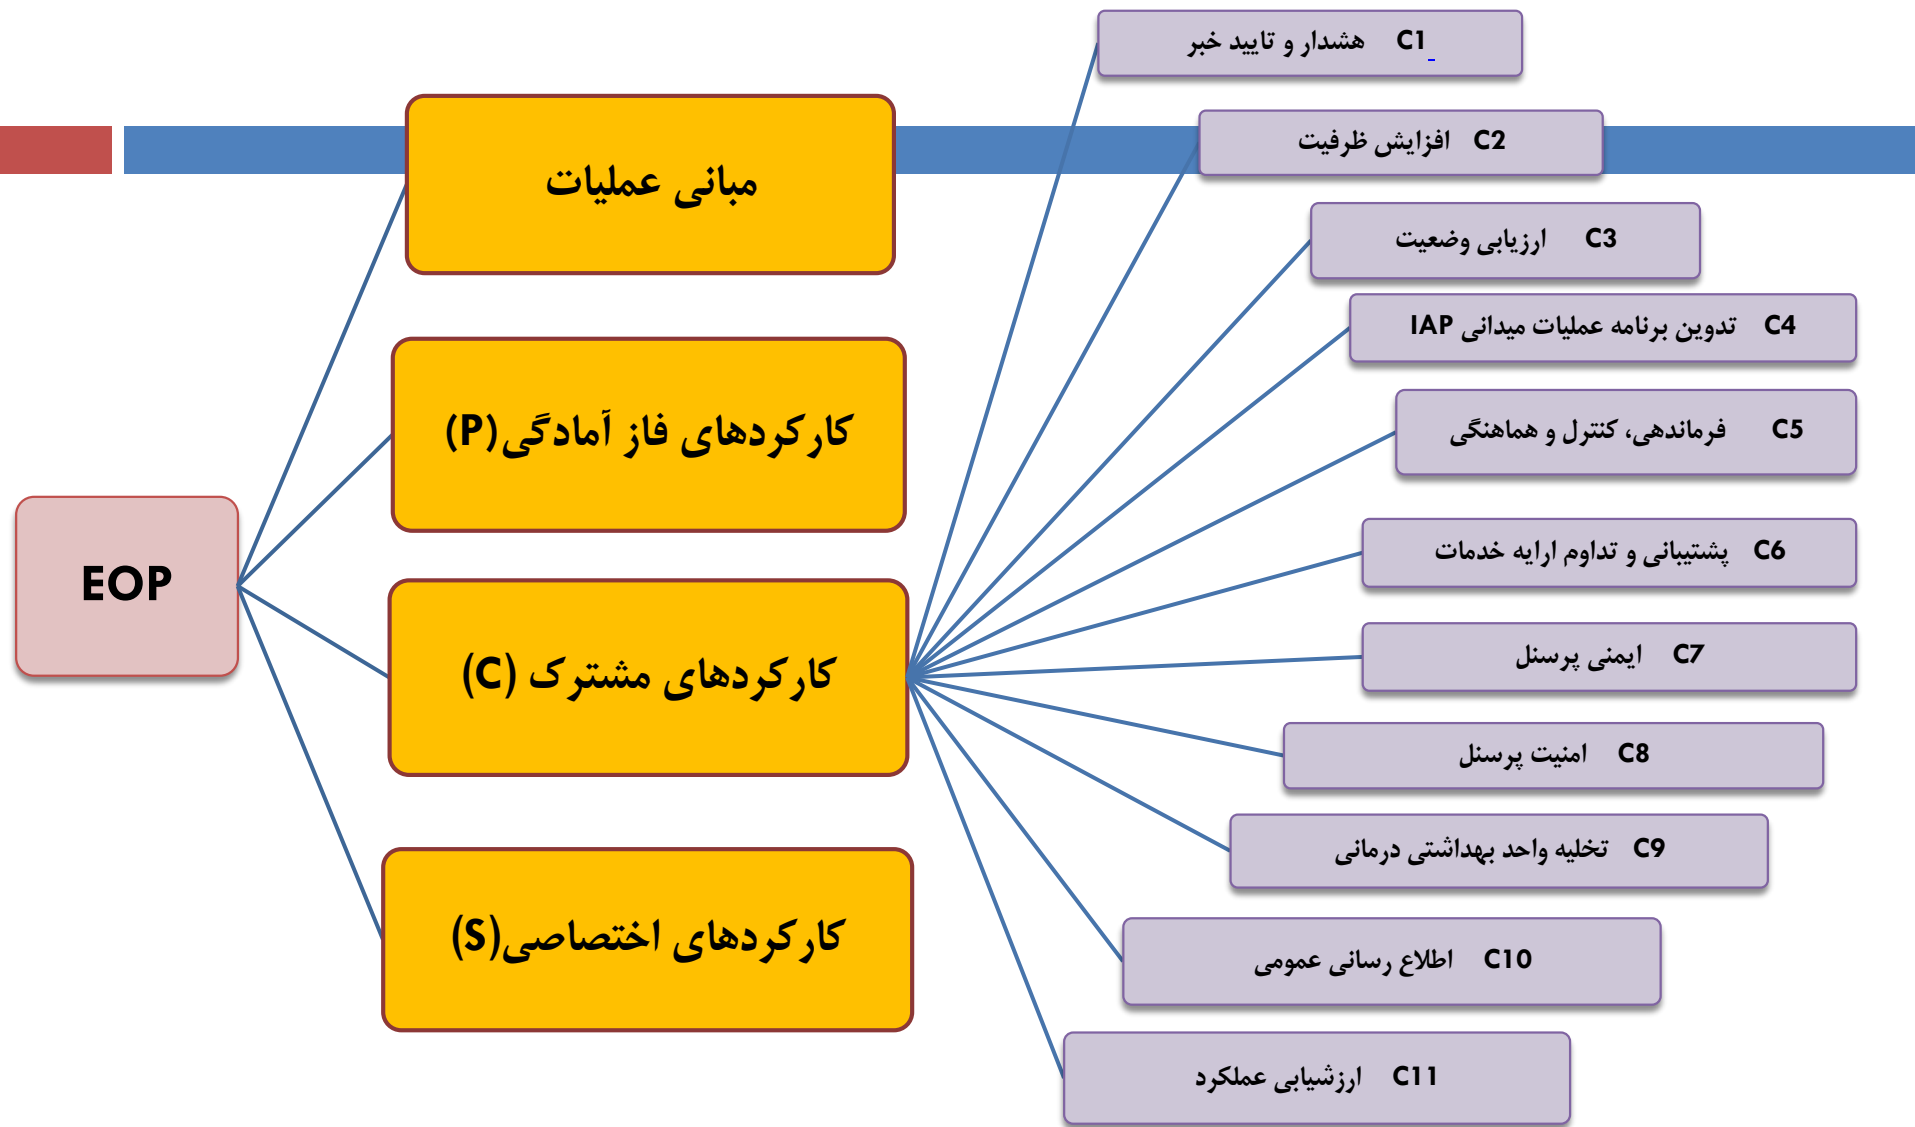 EOP
مبانی عملیات
کارکردهای فاز آمادگی(P)
کارکردهای مشترک (C)
کارکردهای اختصاصی(S)
C1 هشدار و تایید خبر
C2 افزایش ظرفیت
C3 ارزیابی وضعیت
C4 تدوین برنامه عملیات میدانی IAP
C5 فرماندهی، کنترل و هماهنگی
C6 پشتیبانی و تداوم ارایه خدمات
C7 ایمنی پرسنل
C8 امنیت پرسنل
C9 تخلیه واحد بهداشتی درمانی
C10 اطلاع رسانی عمومی
C11 ارزشیابی عملکرد